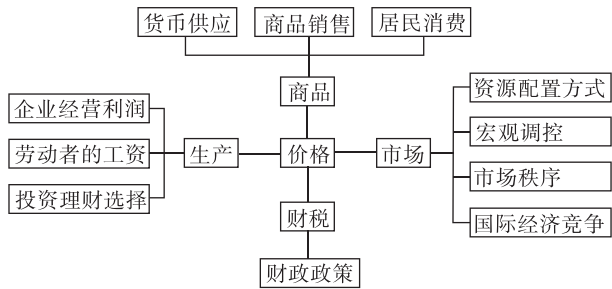 货币供应
商品销售
居民消费
商品
企业经营利润
劳动者的工资
投资理财选择
生产
价格
市场
资源配置方式
宏观调控
市场秩序
国际经济竞争
财税
财政政策